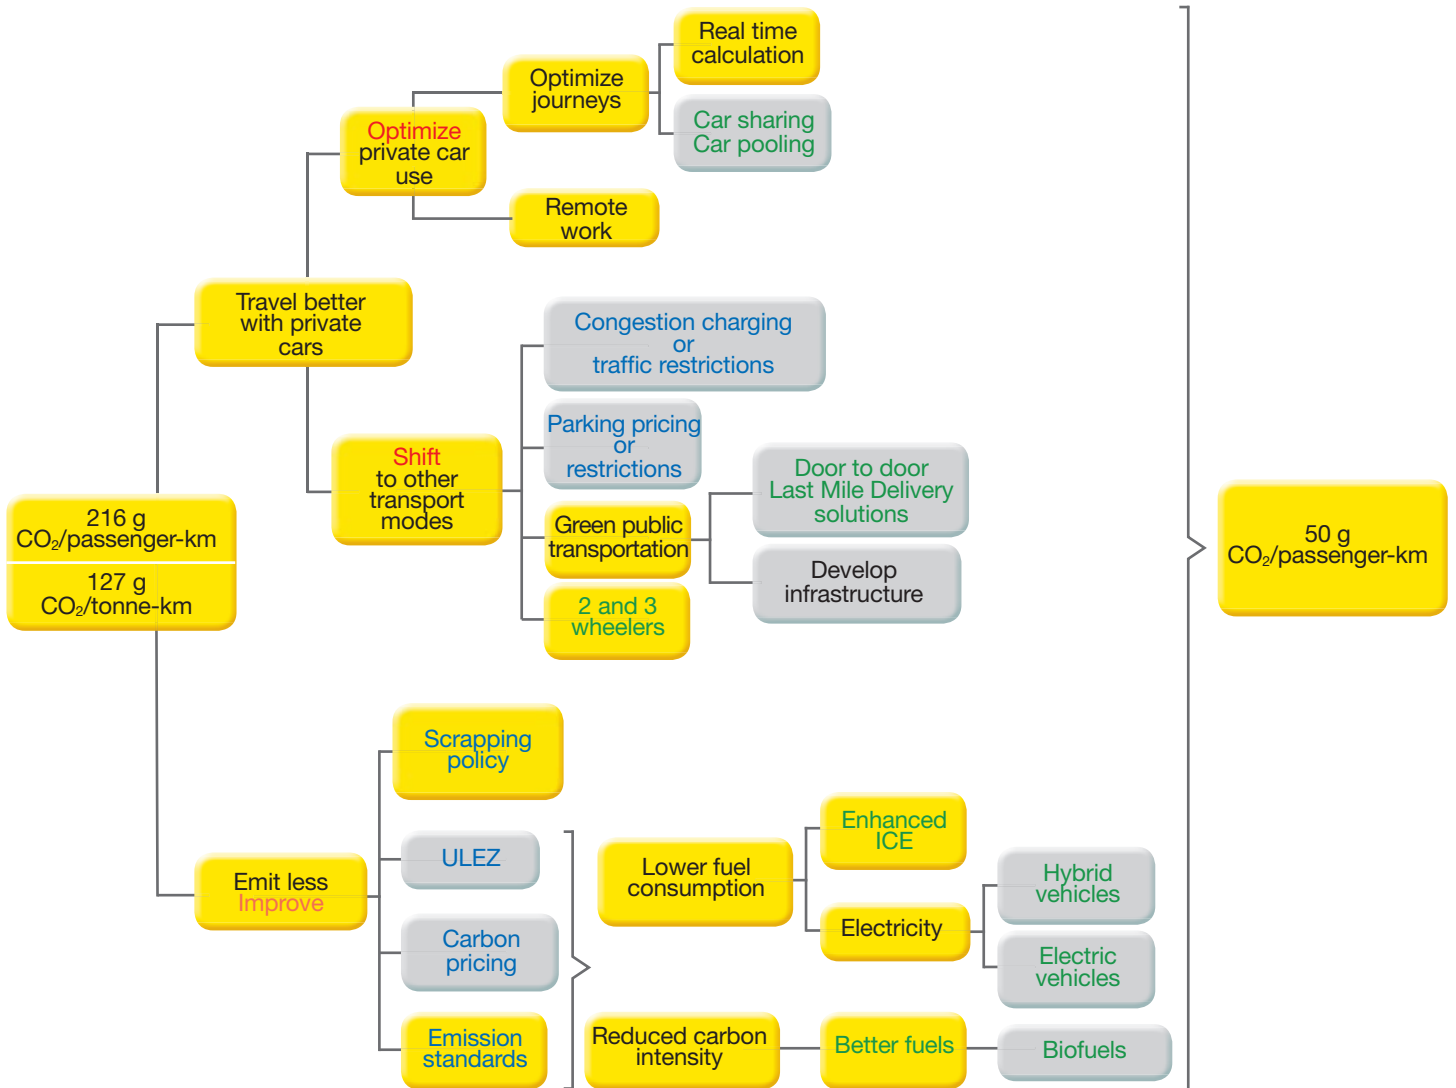 Real time
calculation
Optimize
journeys
Car sharing
Car pooling
Optimize
private car
use
Remote
work
Travel better
with private
cars
Congestion charging
or
traffic restrictions
Parking pricing
or
restrictions
Shift
to other
transport
modes
Door to door
Last Mile Delivery
solutions
Green public
transportation
Develop
infrastructure
2 and 3
wheelers
216 g
CO₂/passenger-km
127 g
CO₂/tonne-km
50 g
CO₂/passenger-km
Scrapping
policy
ULEZ
Emit less
Improve
Carbon
pricing
Emission
standards
Lower fuel
consumption
Enhanced
ICE
Electricity
Hybrid
vehicles
Electric
vehicles
Reduced carbon
intensity
Better fuels
Biofuels